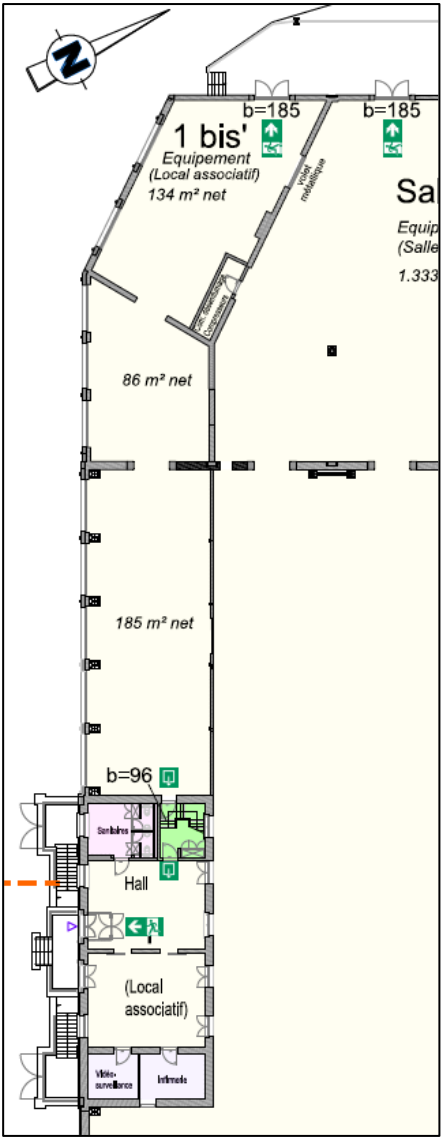 N
b=185
b=185
1 bis'
Equipement
(Local associatif)
134 m² net
volet
métallique
Sal
Equip
(Salle
1.333
Compresseurs
86 m² net
185 m² net
b=96
Sanitaires
Hall
(Local
associatif)
Vidéo-
surveillance
Infirmerie